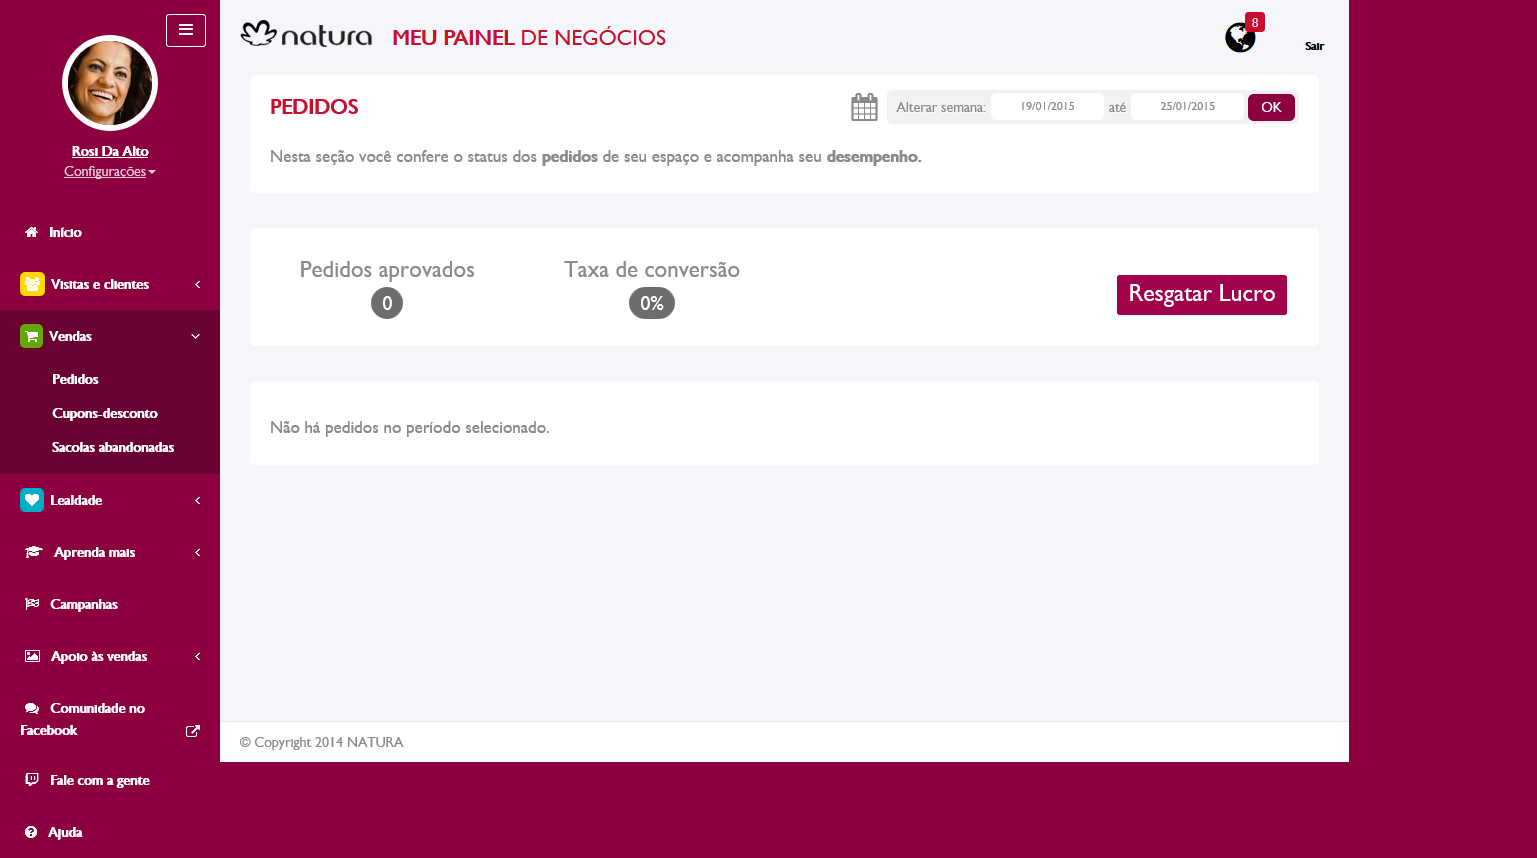 Rosi Da Alto
Configurações
Início
Visitas e clientes
Vendas
Pedidos
Cupons-desconto
Sacolas abandonadas
Lealdade
Aprenda mais
Campanhas
Apoio às vendas
Comunidade no
Facebook
Fale com a gente
Ajuda
natura MEU PAINEL DE NEGÓCIOS
8
Sair
PEDIDOS
Alterar semana: 19/01/2015 até 25/01/2015 OK
Nesta seção você confere o status dos pedidos de seu espaço e acompanha seu desempenho.
Pedidos aprovados
0
Taxa de conversão
0%
Resgatar Lucro
Não há pedidos no período selecionado.
© Copyright 2014 NATURA